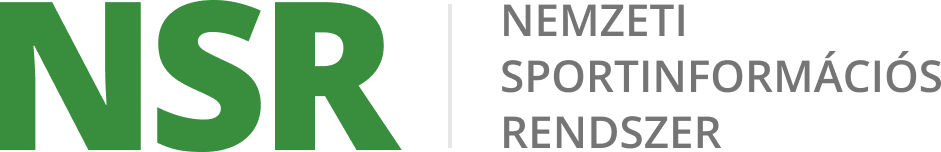 NSR
NEMZETI
SPORTINFORMÁCIÓS
RENDSZER